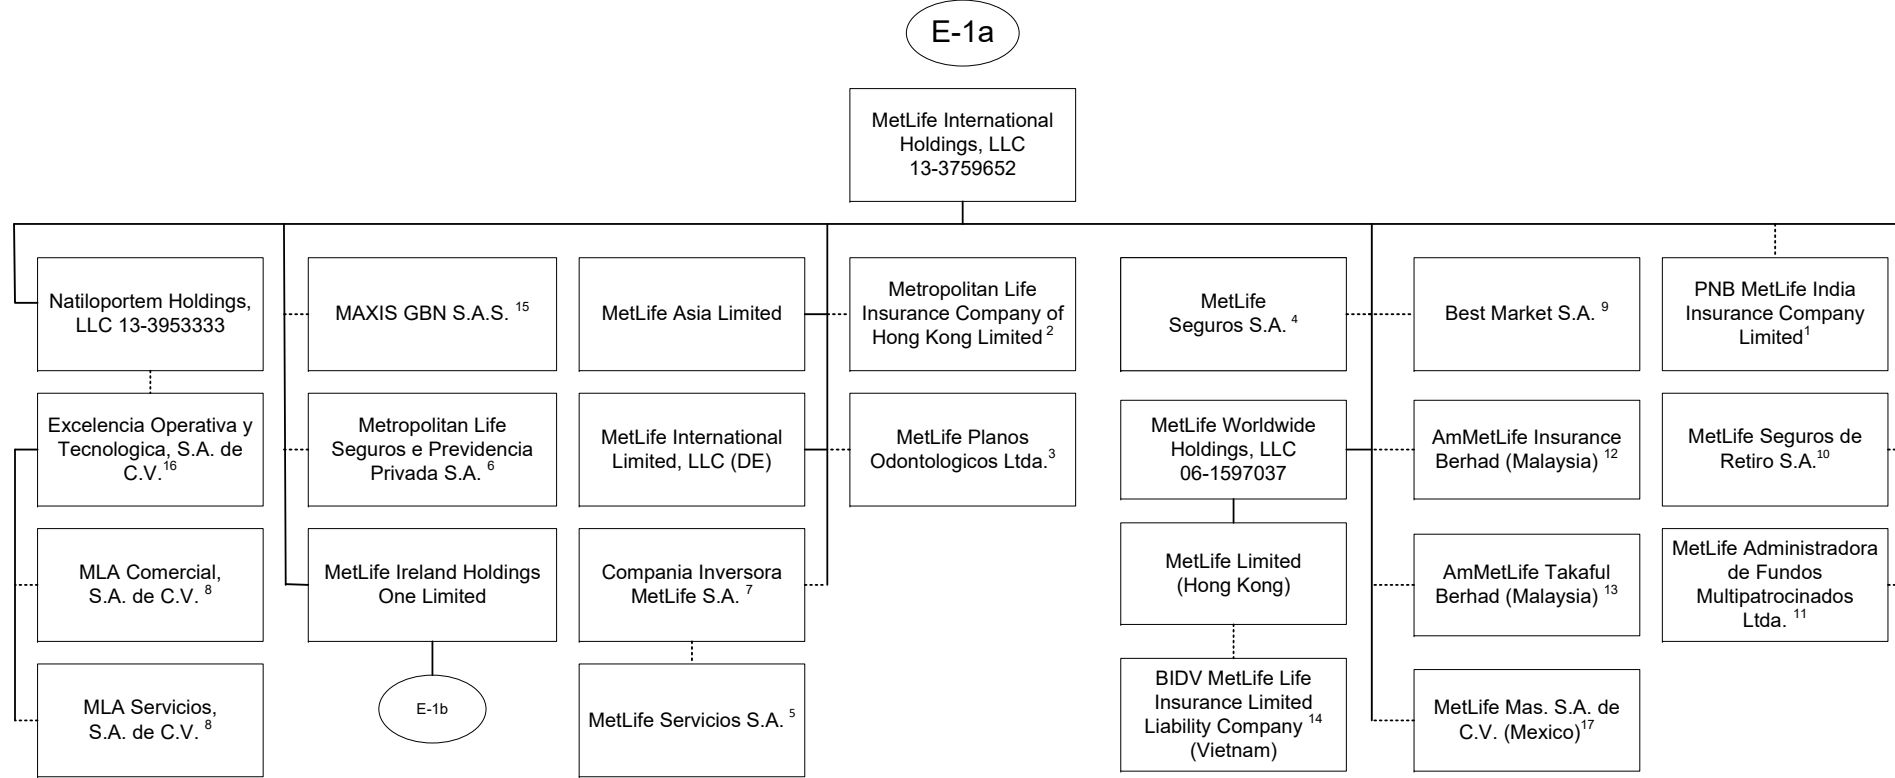 E-1a
MetLife International
Holdings, LLC
13-3759652
Natiloportem Holdings,
LLC 13-3953333
MAXIS GBN S.A.S. 15
MetLife Asia Limited
Metropolitan Life
Insurance Company of
Hong Kong Limited 2
MetLife
Seguros S.A. 4
Best Market S.A. 9
PNB MetLife India
Insurance Company
Limited1
Excelencia Operativa y
Tecnologica, S.A. de
C.V.16
Metropolitan Life
Seguros e Previdencia
Privada S.A. 6
MetLife International
Limited, LLC (DE)
MetLife Planos
Odontologicos Ltda.3
MetLife Worldwide
Holdings, LLC
06-1597037
AmMetLife Insurance
Berhad (Malaysia) 12
MetLife Seguros de
Retiro S.A.10
MLA Comercial,
S.A. de C.V. 8
MetLife Ireland Holdings
One Limited
Compania Inversora
MetLife S.A. 7
MetLife Limited
(Hong Kong)
AmMetLife Takaful
Berhad (Malaysia) 13
MetLife Administradora
de Fundos
Multipatrocinados
Ltda. 11
MLA Servicios,
S.A. de C.V. 8
E-1b
MetLife Servicios S.A. 5
BIDV MetLife Life
Insurance Limited
Liability Company 14
(Vietnam)
MetLife Mas. S.A. de
C.V. (Mexico)17